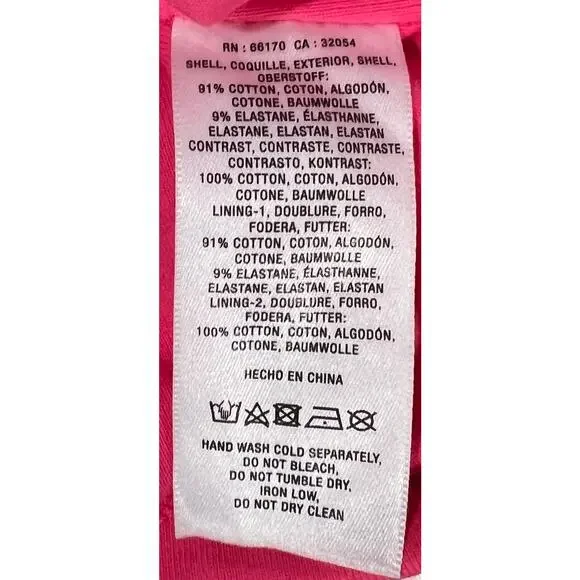 RN : 66170 CA : 32054
SHELL, COQUILLE, EXTERIOR, SHELL,
OBERSTOFF:
91% COTTON, COTON, ALGODÓN,
COTONE, BAUMWOLLE
9% ELASTANE, ÉLASTHANNE,
ELASTANE, ELASTAN, ELASTAN
CONTRAST, CONTRASTE, CONTRASTE,
CONTRASTO, KONTRAST:
100% COTTON, COTON, ALGODÓN,
COTONE, BAUMWOLLE
LINING-1, DOUBLURE, FORRO,
FODERA, FUTTER:
91% COTTON, COTON, ALGODÓN,
COTONE, BAUMWOLLE
9% ELASTANE, ÉLASTHANNE,
ELASTANE, ELASTAN, ELASTAN
LINING-2, DOUBLURE, FORRO,
FODERA, FUTTER:
100% COTTON, COTON, ALGODÓN,
COTONE, BAUMWOLLE
HECHO EN CHINA
HAND WASH COLD SEPARATELY,
DO NOT BLEACH,
DO NOT TUMBLE DRY,
IRON LOW,
DO NOT DRY CLEAN